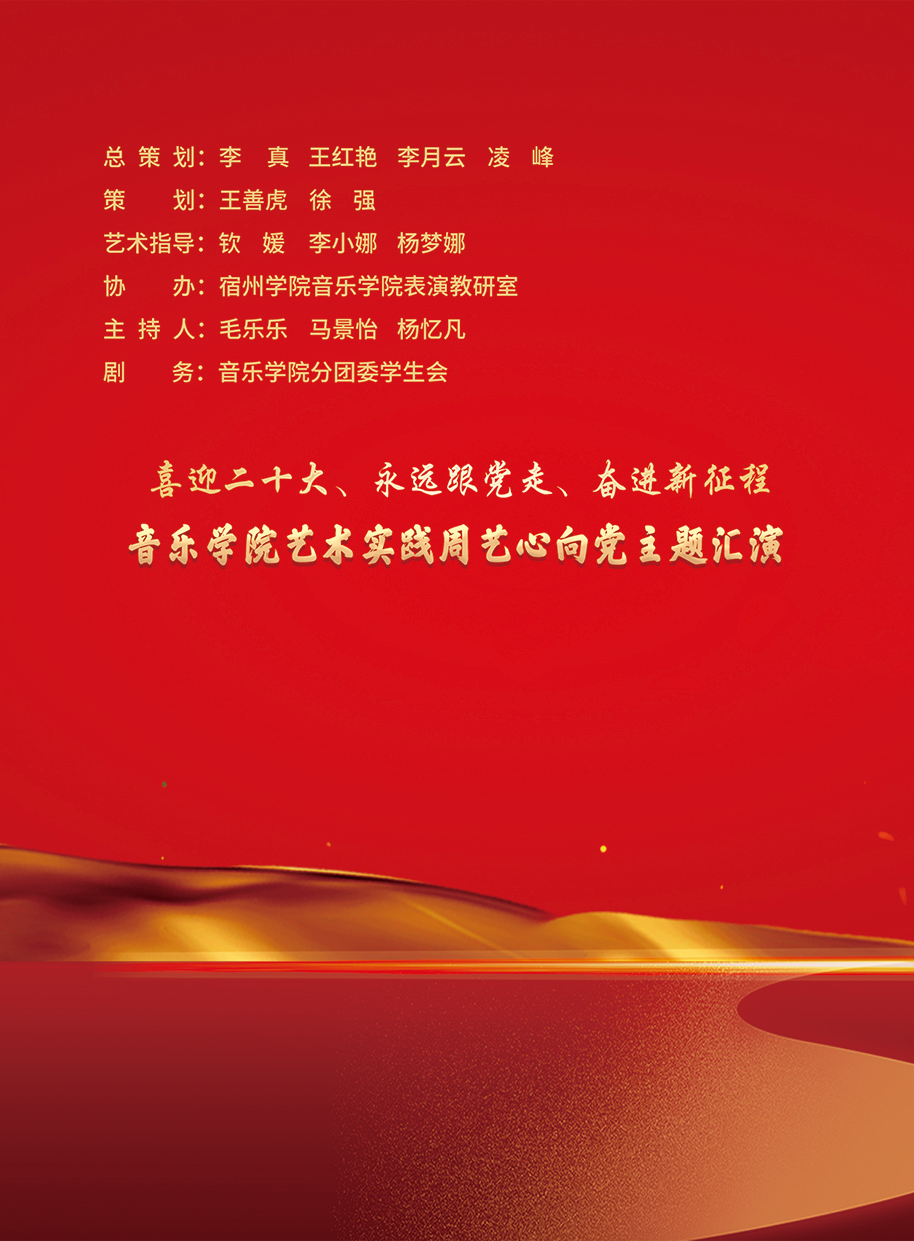 总策划：李真 王红艳 李月云 凌峰
策划：王善虎 徐强
艺术指导：钦媛 李小娜 杨梦娜
协办：宿州学院音乐学院表演教研室
主持人：毛乐乐 马景怡 杨忆凡
剧务：音乐学院分团委学生会
喜迎二十大、永远跟党走、奋进新征程
音乐学院艺术实践周艺心向党主题汇演